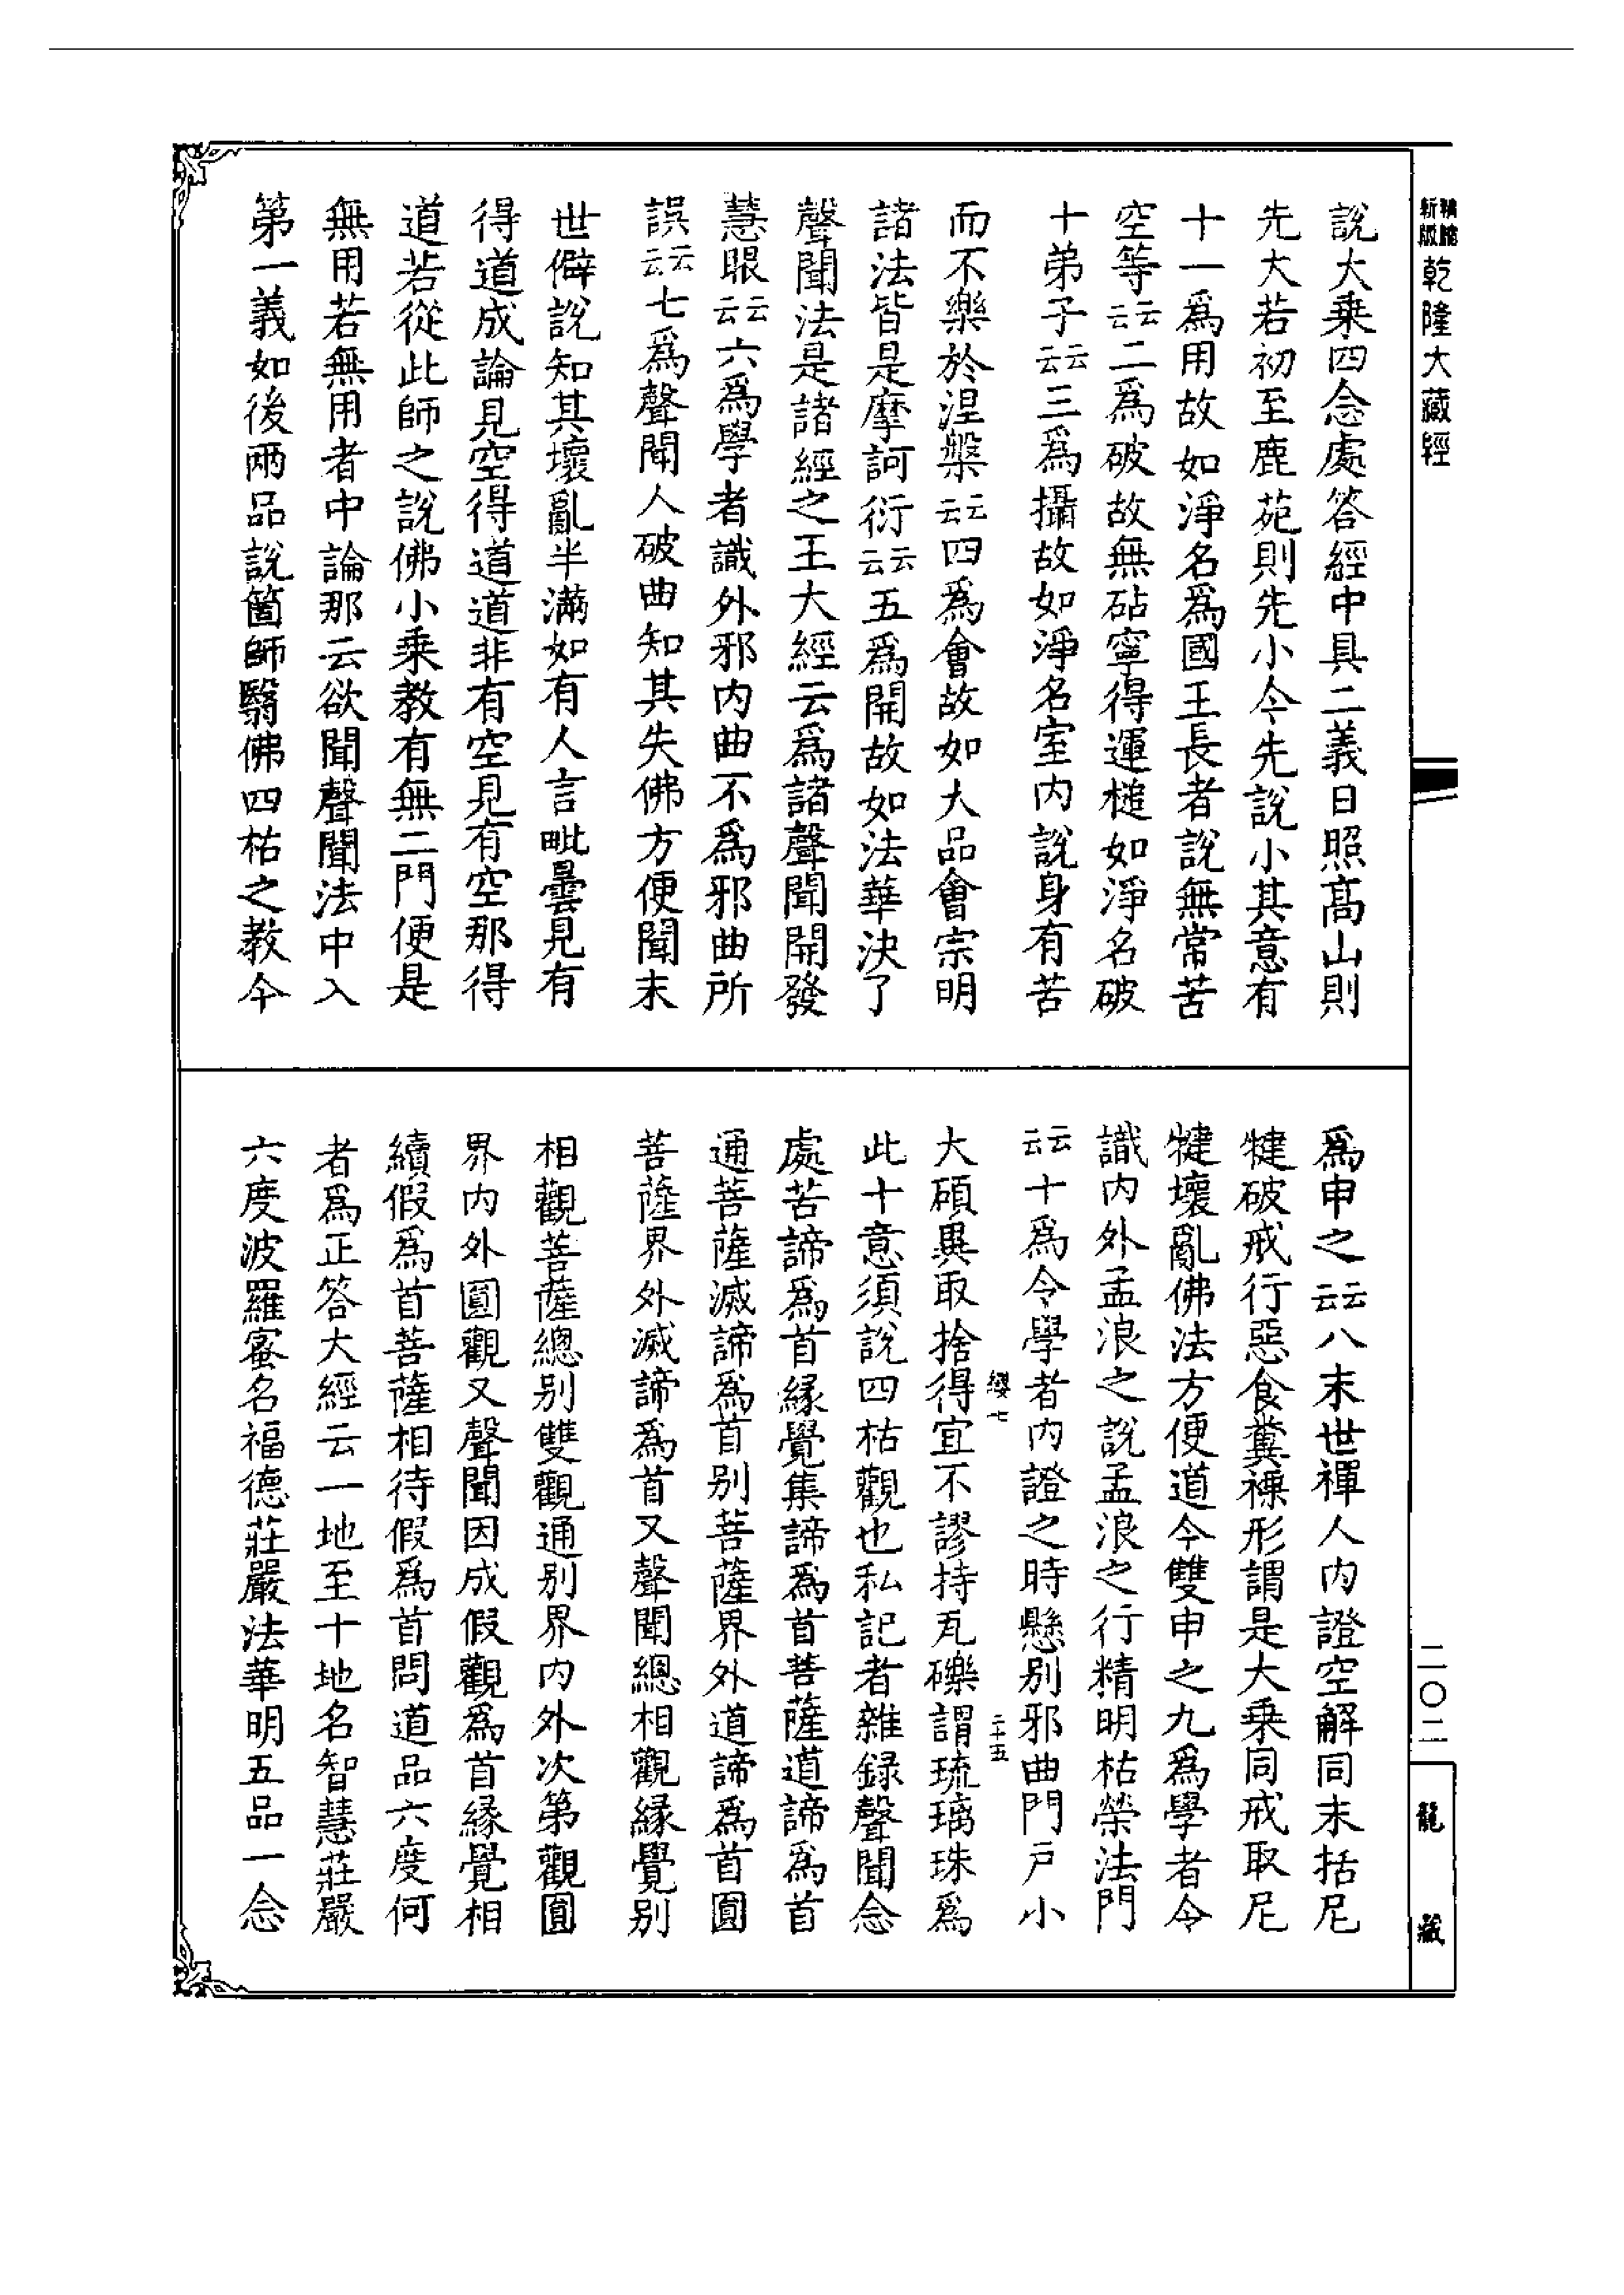 新版
精縮
乾隆大藏經
說大乘四念處答經中具二義日照髙山則
先大若初至鹿苑則先小今先說小其意有
十一爲用故如淨名爲國王長者說無常苦
空等云云二爲破故無砧寧得運槌如淨名破
十弟子云云三爲攝故如淨名室内說身有苦
而不樂於涅槃云云四爲會故如大品會宗明
諸法皆是摩訶衍云云五爲開故如法華決了
聲聞法是諸經之王大經云爲諸聲聞開發
慧眼云云六爲學者識外邪内曲不爲邪曲所
誤云云七爲聲聞人破曲知其失佛方便聞末
世僻說知其壞亂半滿如有人言毗曇見有
得道成論見空得道道非有空見有空那得
道若從此師之說佛小乘教有無二門便是
無用若無用者中論那云欲聞聲聞法中入
第一義如後兩品說箇師翳佛四枯之教今
爲申之云云八末世禪人内證空解同末括尼
犍破戒行惡食糞裸形謂是大乘同戒取尼
犍壞亂佛法方便道今雙申之九爲學者令
識内外孟浪之說孟浪之行精明枯榮法門
云云十爲令學者内證之時懸别邪曲門戸小
纓七
二十五
大碩異取捨得宜不謬持瓦礫謂琉璃珠爲
此十意須說四枯觀也私記者雜録聲聞念
處苦諦爲首縁覺集諦爲首菩薩道諦爲首
通菩薩滅諦爲首别菩薩界外道諦爲首圓
菩薩界外滅諦爲首又聲聞總相觀縁覺别
相觀菩薩總别雙觀通别界内外次第觀圓
界内外圓觀又聲聞因成假觀爲首縁覺相
續假爲首菩薩相待假爲首問道品六度何
者爲正答大經云一地至十地名智慧莊嚴
六度波羅蜜名福德莊嚴法華明五品一念
二〇二
龍藏